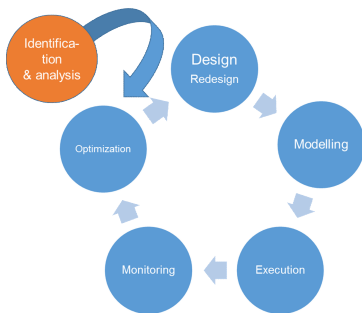 Identifica-
tion
& analysis
Design
Redesign
Modelling
Execution
Monitoring
Optimization